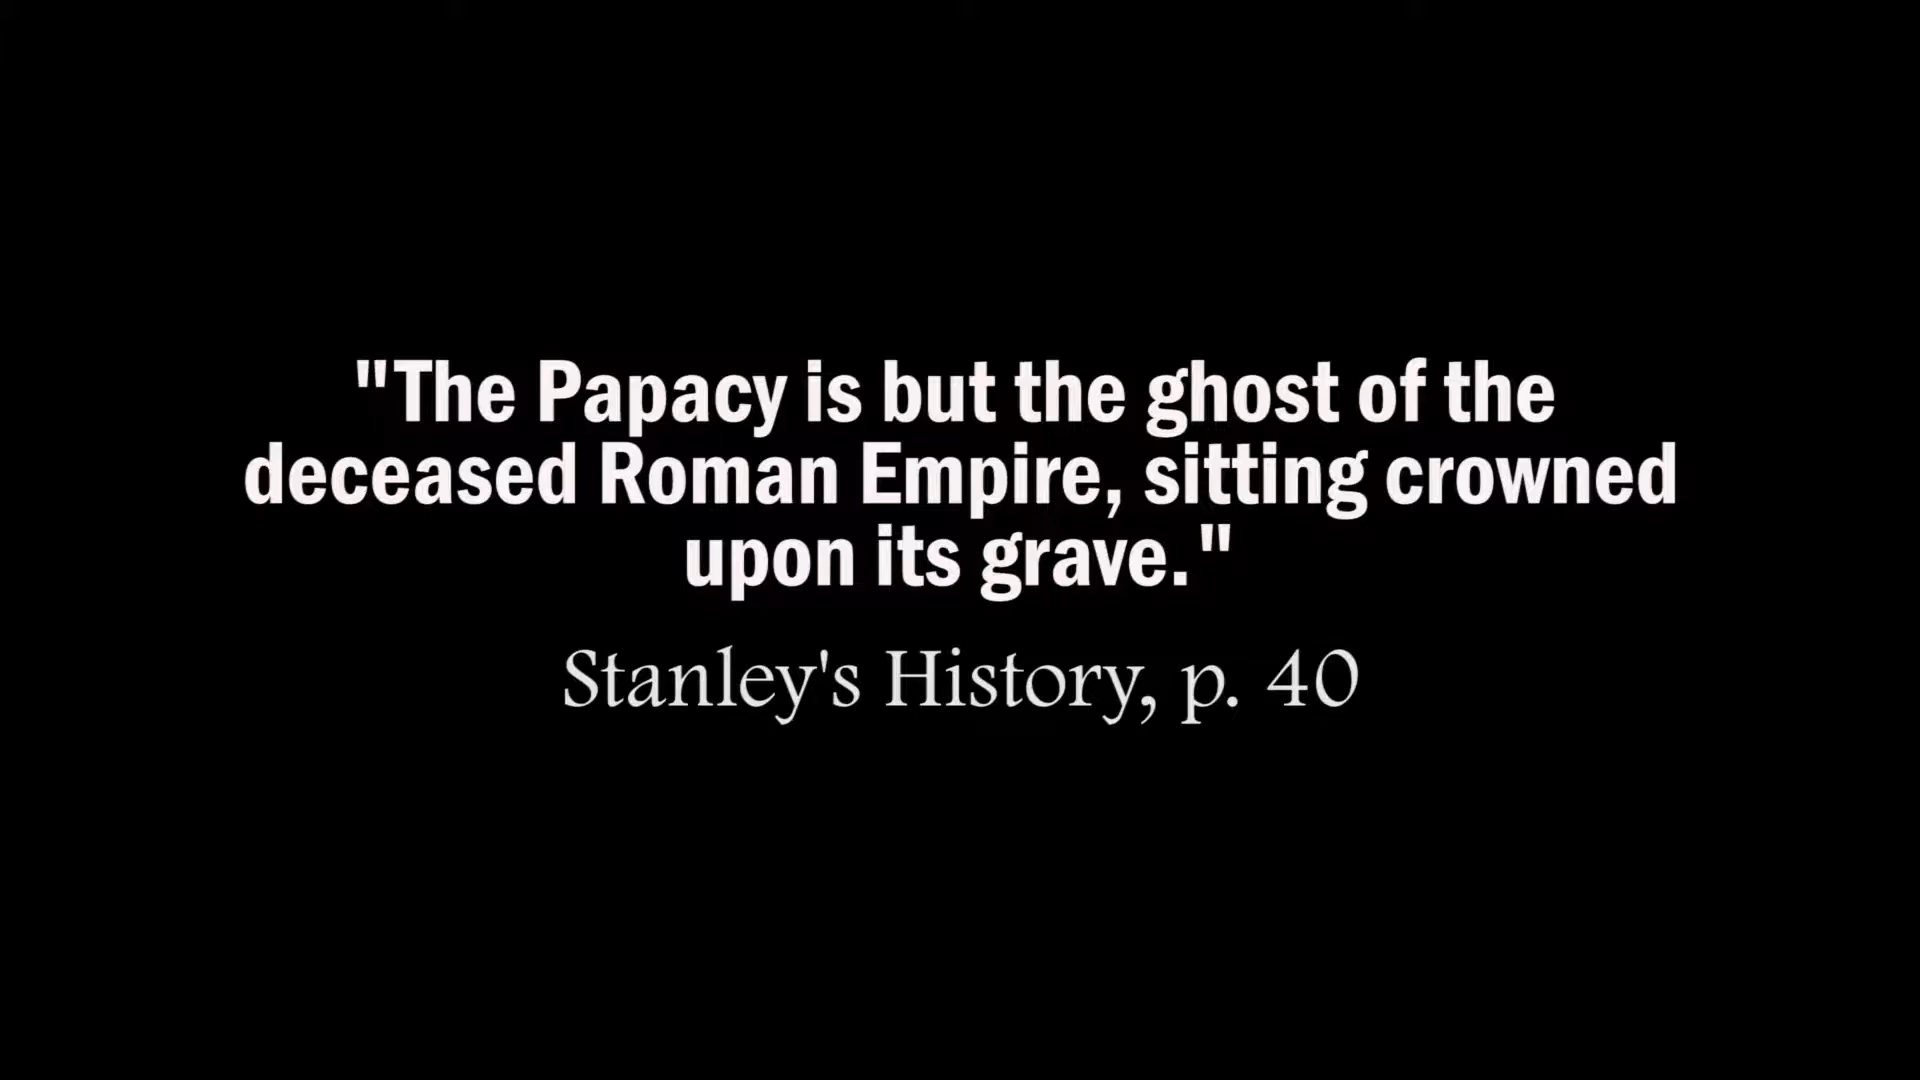 "The Papacy is but the ghost of the
deceased Roman Empire, sitting crowned
upon its grave."
Stanley's History, p. 40